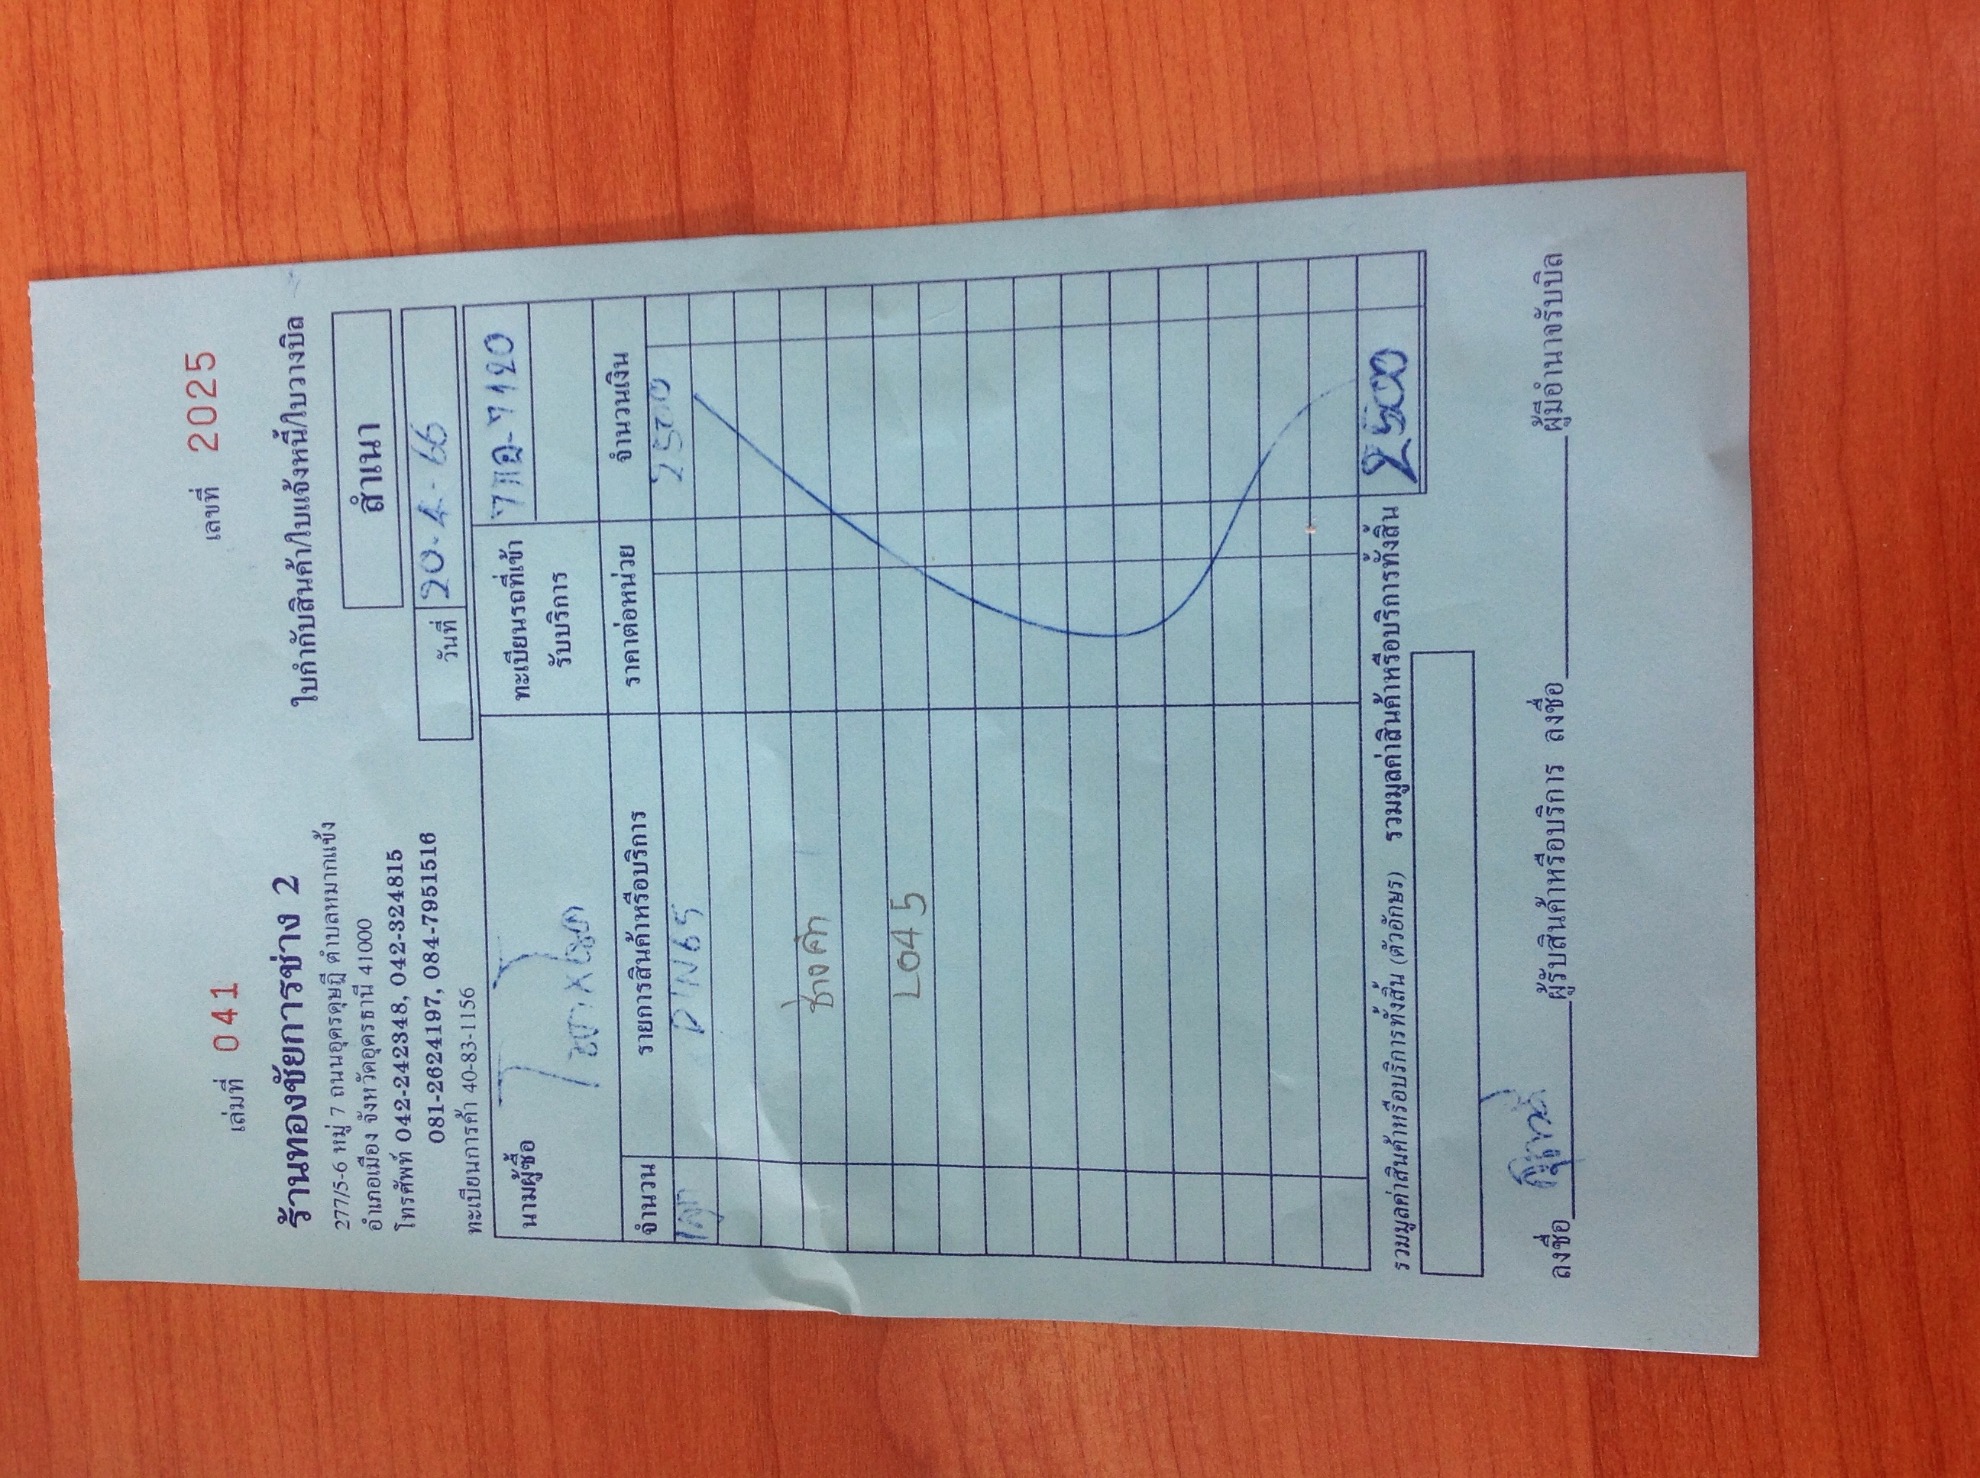 เล่มที่ 041 เลขที่ 2025
ร้านทองชัยการช่าง 2 ใบกำกับสินค้า/ใบแจ้งหนี้/ใบวางบิล
277/5-6 หมู่ 7 ถนนอุดรดุษฎี ตำบลหมากแข้ง
อำเภอเมือง จังหวัดอุดรธานี 41000
สำเนา
โทรศัพท์ 042-242348, 042-324815
081-2624197, 084-7951516
วันที่ 20-4-66
ทะเบียนการค้า 40-83-1156
นามผู้ซื้อ
ทะเบียนรถที่เข้า
รับบริการ
จำนวน รายการสินค้าหรือบริการ ราคาต่อหน่วย จำนวนเงิน
2500
ช่างคำ
L045
รวมมูลค่าสินค้าหรือบริการทั้งสิ้น (ตัวอักษร) รวมมูลค่าสินค้าหรือบริการทั้งสิ้น 2500
ลงชื่อ ผู้รับสินค้าหรือบริการ ลงชื่อ ผู้มีอำนาจรับบิล